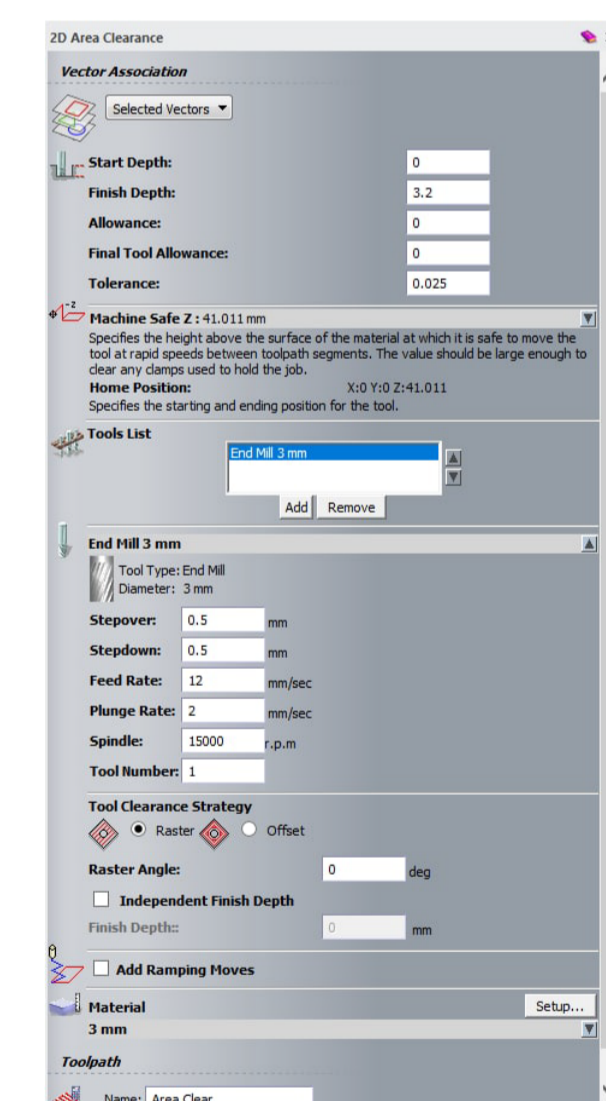 2D Area Clearance
Vector Association
Selected Vectors
Start Depth: 0
Finish Depth: 3.2
Allowance: 0
Final Tool Allowance: 0
Tolerance: 0.025
-Z
Machine Safe Z : 41.011 mm
Specifies the height above the surface of the material at which it is safe to move the
tool at rapid speeds between toolpath segments. The value should be large enough to
clear any clamps used to hold the job.
Home Position: X:0 Y:0 Z:41.011
Specifies the starting and ending position for the tool.
Tools List
End Mill 3 mm
Add Remove
End Mill 3 mm
Tool Type: End Mill
Diameter: 3 mm
Stepover: 0.5 mm
Stepdown: 0.5 mm
Feed Rate: 12 mm/sec
Plunge Rate: 2 mm/sec
Spindle: 15000 r.p.m
Tool Number: 1
Tool Clearance Strategy
Raster Offset
Raster Angle: 0 deg
Independent Finish Depth
Finish Depth:: 0 mm
Add Ramping Moves
Material Setup...
3 mm
Toolpath
Name: Area Clear